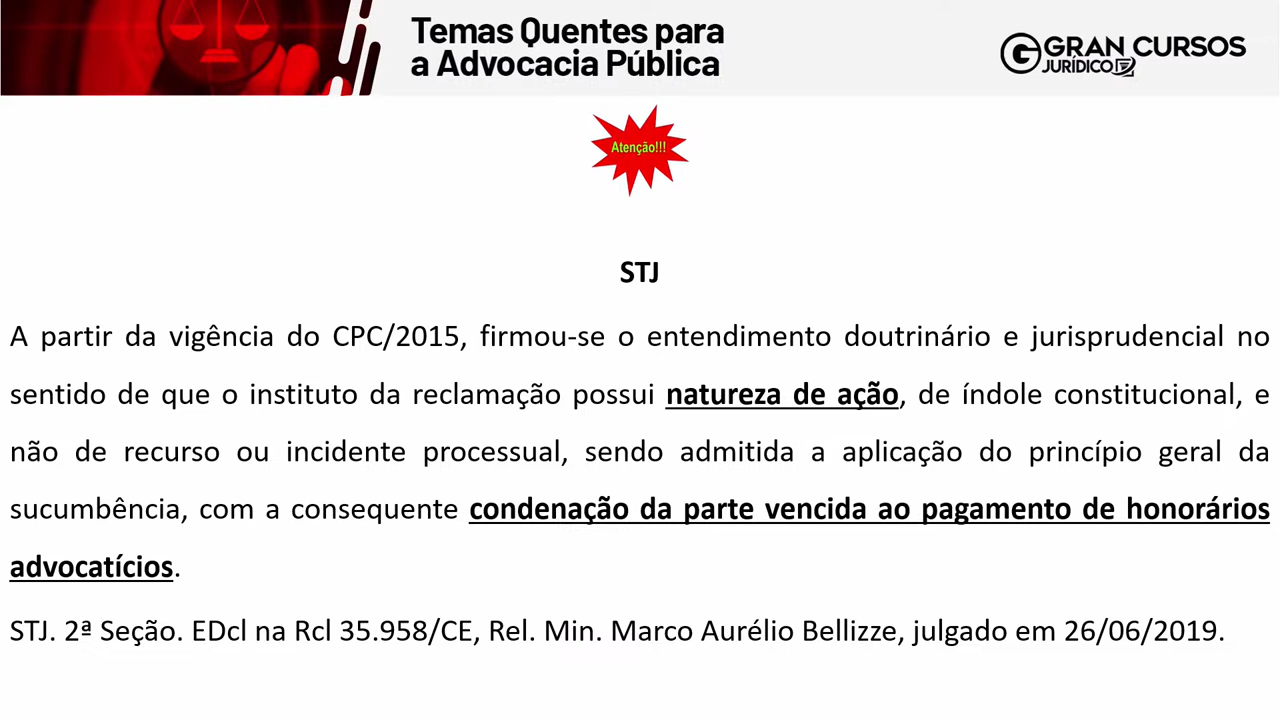 Temas Quentes para
a Advocacia Pública
GRAN CURSOS
JURÍDICO
Atenção!!!
STJ
A partir da vigência do CPC/2015, firmou-se o entendimento doutrinário e jurisprudencial no
sentido de que o instituto da reclamação possui natureza de ação, de índole constitucional, e
não de recurso ou incidente processual, sendo admitida a aplicação do princípio geral da
sucumbência, com a consequente condenação da parte vencida ao pagamento de honorários
advocatícios.
STJ. 2ª Seção. EDcl na Rcl 35.958/CE, Rel. Min. Marco Aurélio Bellizze, julgado em 26/06/2019.